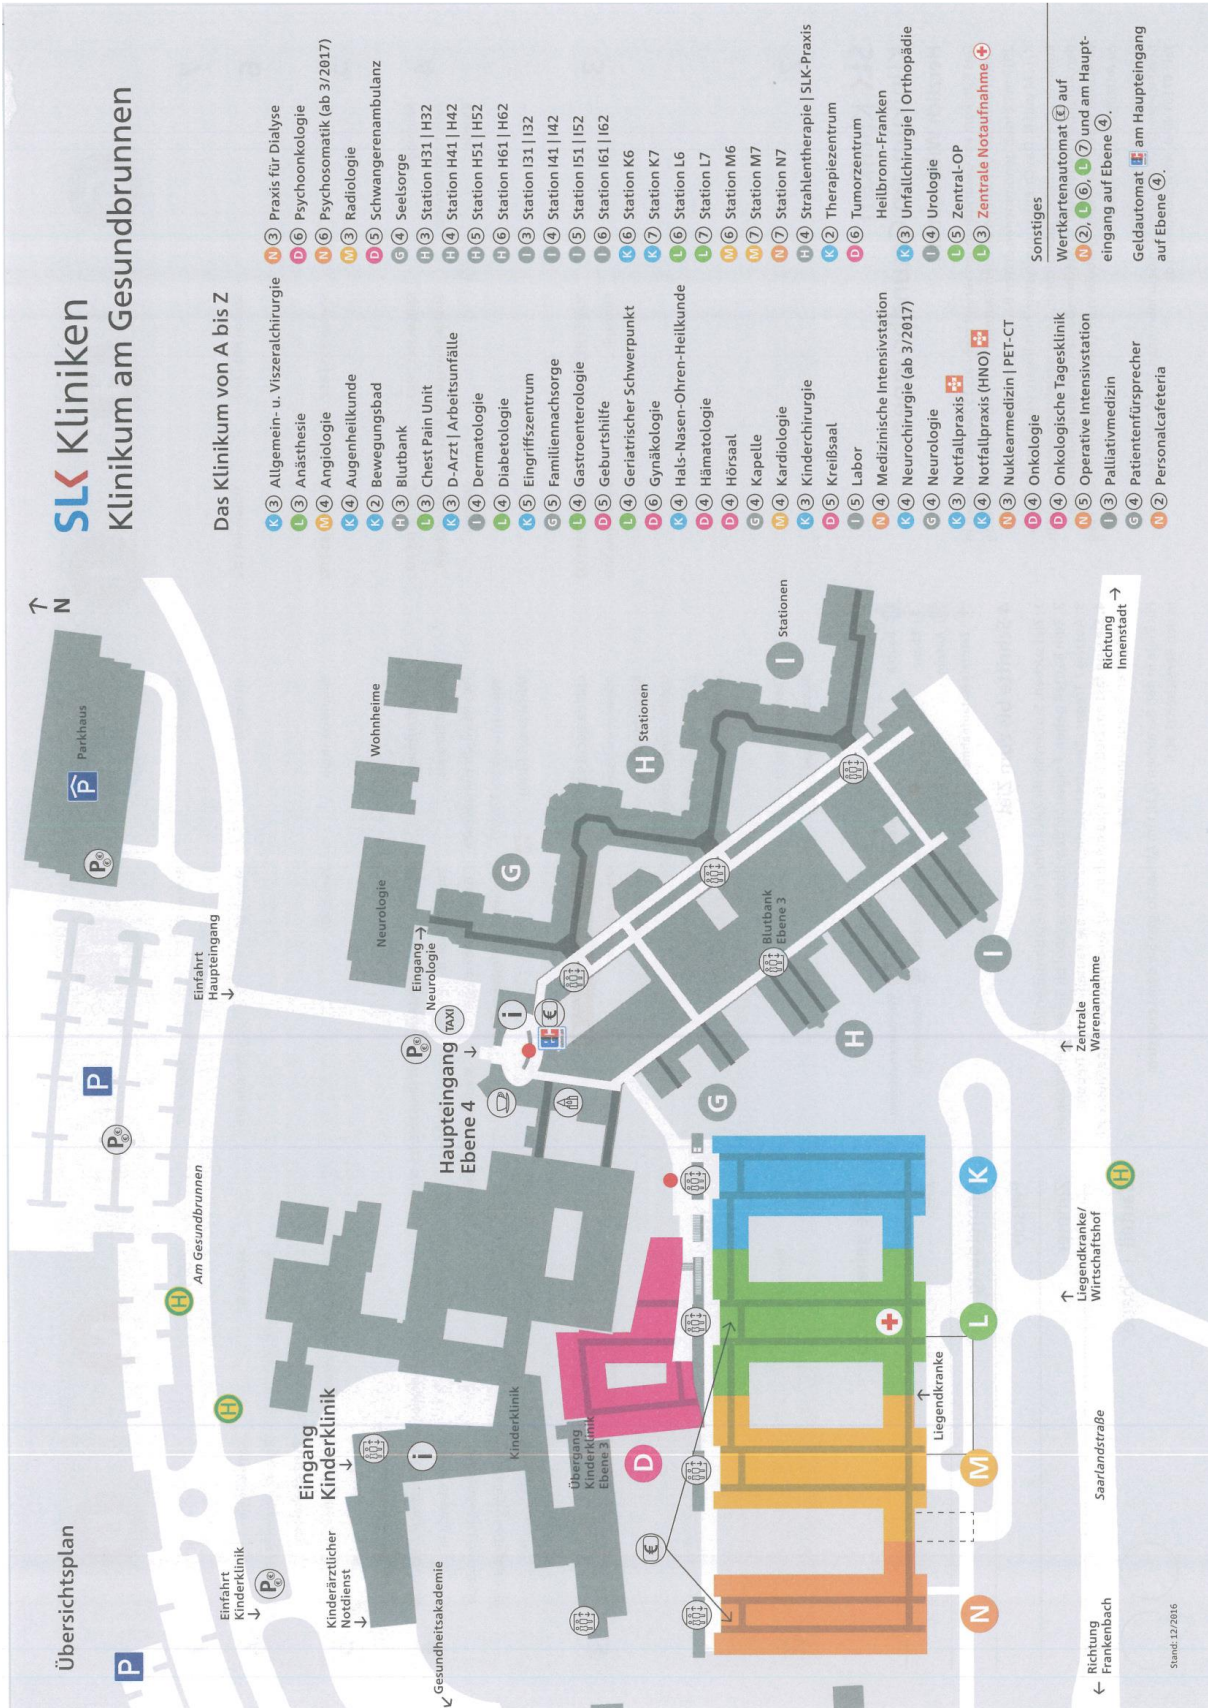 Übersichtsplan
SLK Kliniken
Klinikum am Gesundbrunnen
Das Klinikum von A bis Z
K 3 Allgemein- u. Viszeralchirurgie
L 3 Anästhesie
M 4 Angiologie
K 4 Augenheilkunde
K 2 Bewegungsbad
H 3 Blutbank
L 3 Chest Pain Unit
K 3 D-Arzt | Arbeitsunfälle
I 4 Dermatologie
L 4 Diabetologie
K 5 Eingriffszentrum
G 5 Familiennachsorge
L 4 Gastroenterologie
D 5 Geburtshilfe
L 4 Geriatrischer Schwerpunkt
D 6 Gynäkologie
K 4 Hals-Nasen-Ohren-Heilkunde
D 4 Hämatologie
D 4 Hörsaal
G 4 Kapelle
M 4 Kardiologie
K 3 Kinderchirurgie
D 5 Kreißsaal
I 5 Labor
N 4 Medizinische Intensivstation
K 4 Neurochirurgie (ab 3/2017)
G 4 Neurologie
K 3 Notfallpraxis
K 4 Notfallpraxis (HNO)
N 3 Nuklearmedizin | PET-CT
D 4 Onkologie
D 4 Onkologische Tagesklinik
N 5 Operative Intensivstation
I 3 Palliativmedizin
G 4 Patientenfürsprecher
N 2 Personalcafeteria
N 3 Praxis für Dialyse
D 6 Psychoonkologie
N 6 Psychosomatik (ab 3/2017)
M 3 Radiologie
D 5 Schwangerenambulanz
G 4 Seelsorge
H 3 Station H31 | H32
H 4 Station H41 | H42
H 5 Station H51 | H52
H 6 Station H61 | H62
I 3 Station I31 | I32
I 4 Station I41 | I42
I 5 Station I51 | I52
I 6 Station I61 | I62
K 6 Station K6
K 7 Station K7
L 6 Station L6
L 7 Station L7
M 6 Station M6
M 7 Station M7
N 7 Station N7
H 4 Strahlentherapie | SLK-Praxis
K 2 Therapiezentrum
D 6 Tumorzentrum
Heilbronn-Franken
K 3 Unfallchirurgie | Orthopädie
I 4 Urologie
L 5 Zentral-OP
L 3 Zentrale Notaufnahme
Sonstiges
Wertkartenautomat € auf
N 2, L 6, L 7 und am Haupt-
eingang auf Ebene 4.
Geldautomat am Haupteingang
auf Ebene 4.
N
P
Parkhaus
P
P
P
P
P
P
Einfahrt
Haupteingang
↓
Am Gesundbrunnen
H
H
Einfahrt
Kinderklinik
↓
Wohnheime
Neurologie
Eingang →
Neurologie
TAXI
Haupteingang
Ebene 4
↓
i
€
Eingang
Kinderklinik
↓
i
Kinderärztlicher
Notdienst
↓
↙ Gesundheitsakademie
Kinderklinik
Übergang
Kinderklinik
Ebene 3
D
€
G
H
Stationen
I
Stationen
Blutbank
Ebene 3
G
H
I
K
L
M
N
Liegendkranke
↑
Zentrale
Warenannahme
↑
Liegendkranke/
Wirtschaftshof
H
Saarlandstraße
← Richtung
Frankenbach
Richtung →
Innenstadt
Stand: 12/2016